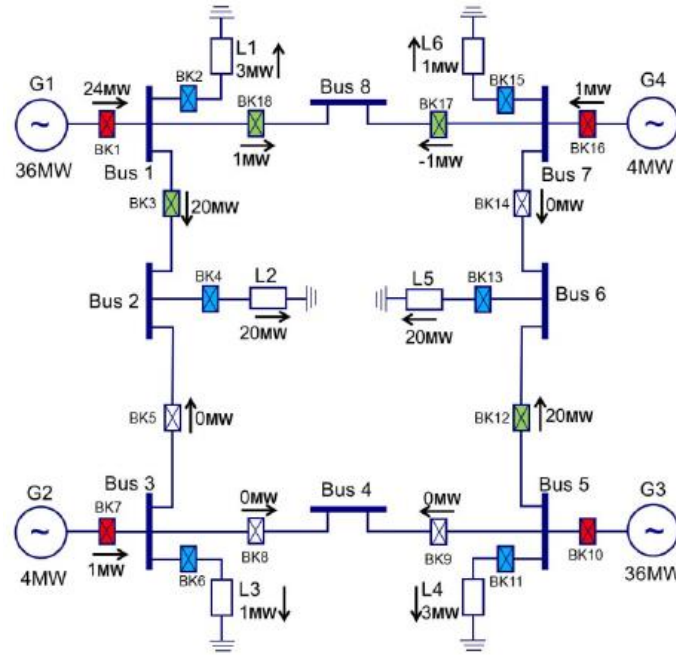 G1
24MW
BK1
36MW
Bus 1
BK2
L1
3MW
BK18
1MW
Bus 8
L6
1MW
BK15
BK17
-1MW
1MW
BK16
G4
4MW
Bus 7
BK3
20MW
BK14
0MW
Bus 2
BK4
L2
20MW
L5
BK13
20MW
Bus 6
BK5
0MW
BK12
20MW
G2
4MW
Bus 3
BK7
1MW
0MW
BK8
Bus 4
0MW
BK9
Bus 5
BK10
G3
36MW
BK6
L3
1MW
L4
3MW
BK11